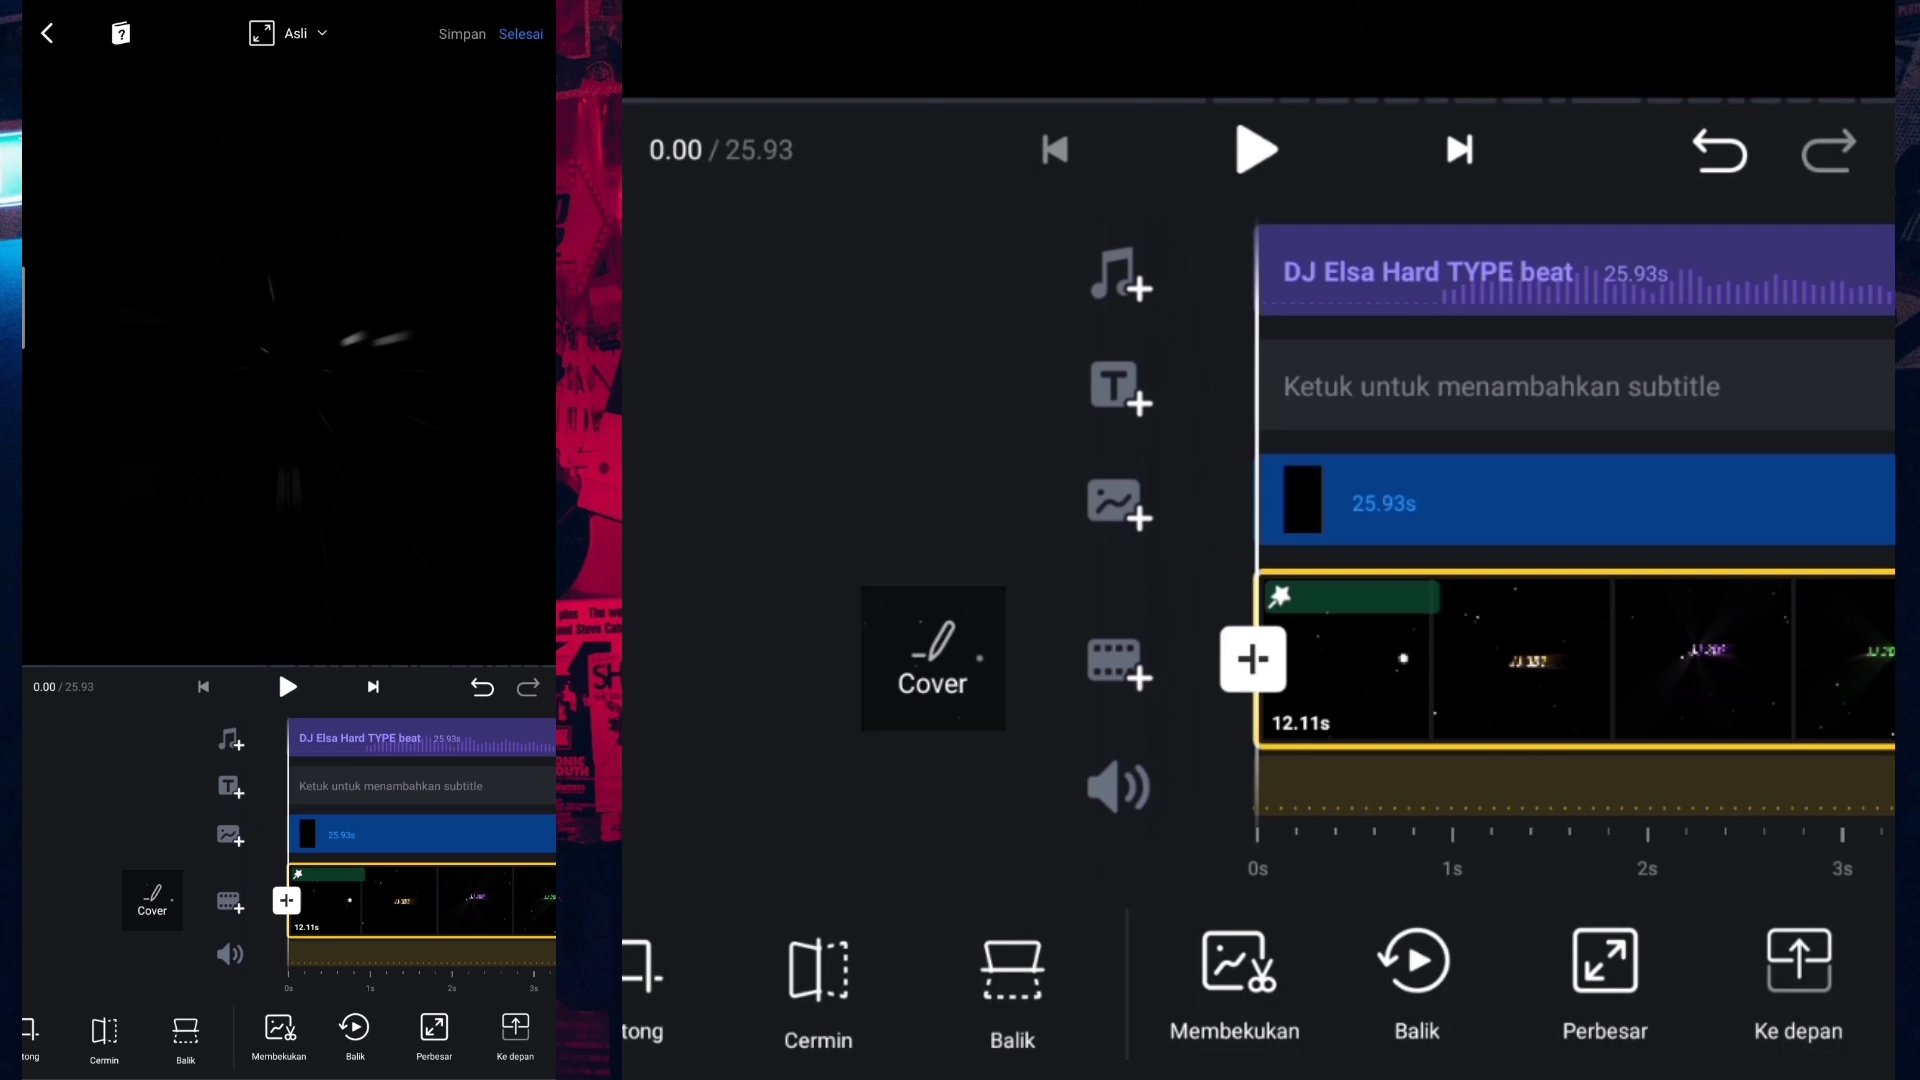 Asli
Simpan Selesai
0.00 / 25.93
DJ Elsa Hard TYPE beat 25.93s
Ketuk untuk menambahkan subtitle
25.93s
Cover
12.11s
0s 1s 2s 3s
tong Cermin Balik Membekukan Balik Perbesar Ke depan
0.00 / 25.93
DJ Elsa Hard TYPE beat 25.93s
Ketuk untuk menambahkan subtitle
25.93s
Cover
12.11s
0s 1s 2s 3s
tong Cermin Balik Membekukan Balik Perbesar Ke depan